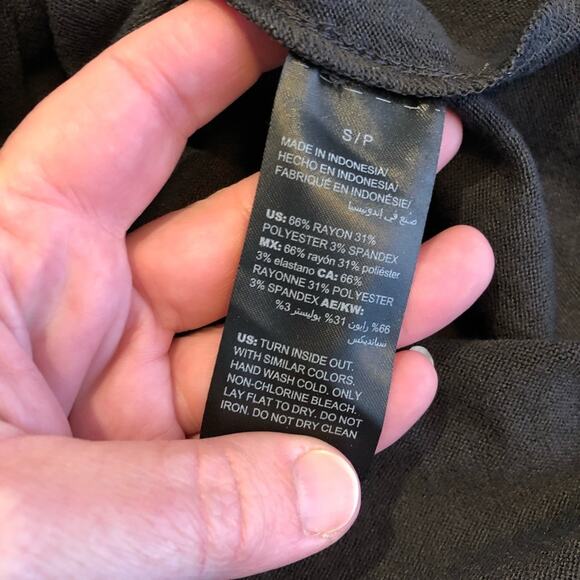 S/P
MADE IN INDONESIA/
HECHO EN INDONESIA/
FABRIQUÉ EN INDONÉSIE/
صنع في إندونيسيا
US: 66% RAYON 31%
POLYESTER 3% SPANDEX
MX: 66% rayón 31% poliéster
3% elastano CA: 66%
RAYONNE 31% POLYESTER
3% SPANDEX AE/KW:
66% رايون 31% بوليستر 3%
سباندیکس
US: TURN INSIDE OUT.
WITH SIMILAR COLORS.
HAND WASH COLD. ONLY
NON-CHLORINE BLEACH.
LAY FLAT TO DRY. DO NOT
IRON. DO NOT DRY CLEAN